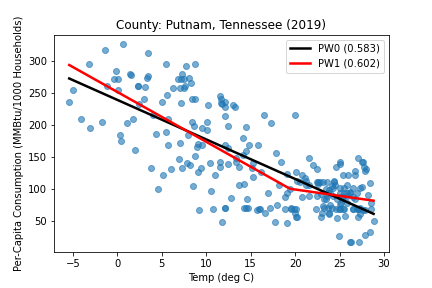 County: Putnam, Tennessee (2019)
PW0 (0.583)
PW1 (0.602)
Per-Capita Consumption (MMBtu/1000 Households)
300
250
200
150
100
50
−5
0
5
10
15
20
25
30
Temp (deg C)